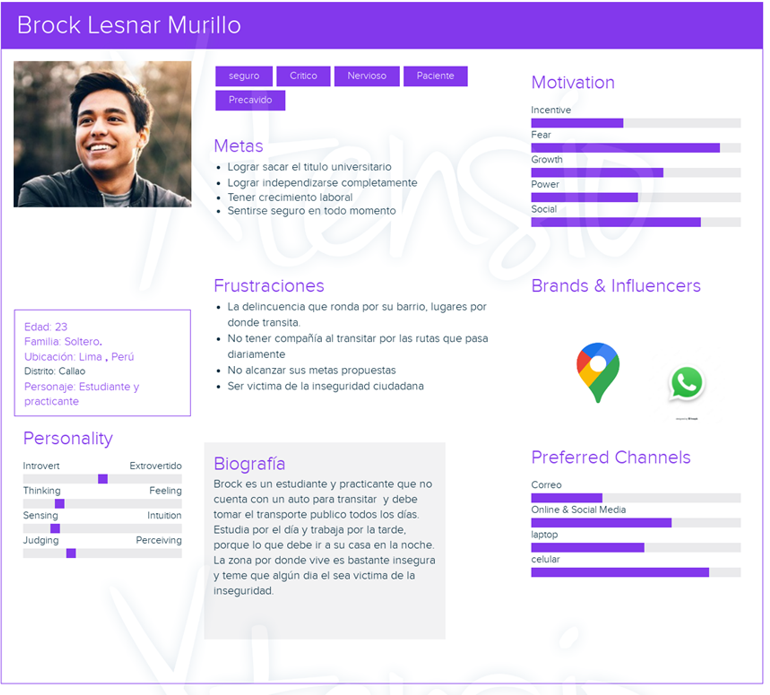 Brock Lesnar Murillo
seguro Critico Nervioso Paciente
Precavido
Metas
Lograr sacar el titulo universitario
Lograr independizarse completamente
Tener crecimiento laboral
Sentirse seguro en todo momento
Motivation
Incentive
Fear
Growth
Power
Social
Frustraciones
La delincuencia que ronda por su barrio, lugares por
donde transita.
No tener compañía al transitar por las rutas que pasa
diariamente
No alcanzar sus metas propuestas
Ser victima de la inseguridad ciudadana
Brands & Influencers
Edad: 23
Familia: Soltero.
Ubicación: Lima , Perú
Distrito: Callao
Personaje: Estudiante y
practicante
Personality
Introvert Extrovertido
Thinking Feeling
Sensing Intuition
Judging Perceiving
Biografía
Brock es un estudiante y practicante que no
cuenta con un auto para transitar y debe
tomar el transporte publico todos los días.
Estudia por el día y trabaja por la tarde,
porque lo que debe ir a su casa en la noche.
La zona por donde vive es bastante insegura
y teme que algún dia el sea victima de la
inseguridad.
Preferred Channels
Correo
Online & Social Media
laptop
celular
Xtensio